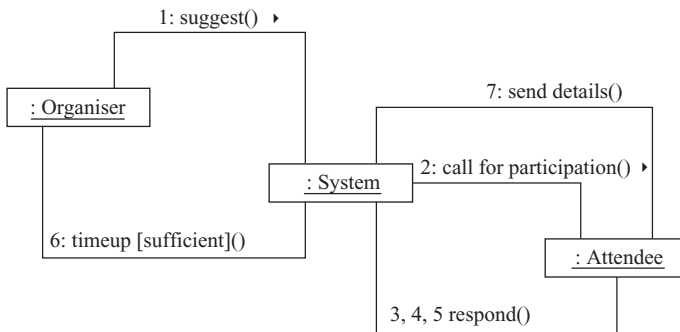 1: suggest()
: Organiser
7: send details()
2: call for participation()
: System
6: timeup [sufficient]()
: Attendee
3, 4, 5 respond()